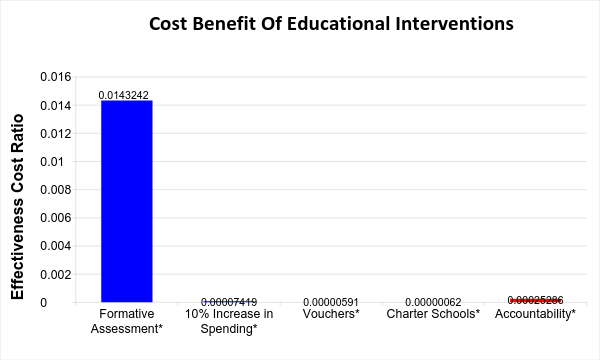 Cost Benefit Of Educational Interventions
Effectiveness Cost Ratio
0.016
0.014
0.012
0.01
0.008
0.006
0.004
0.002
0
0.0143242
0.00007419
0.00000591
0.00000062
0.00025286
Formative
Assessment*
10% Increase in
Spending*
Vouchers*
Charter Schools*
Accountability*